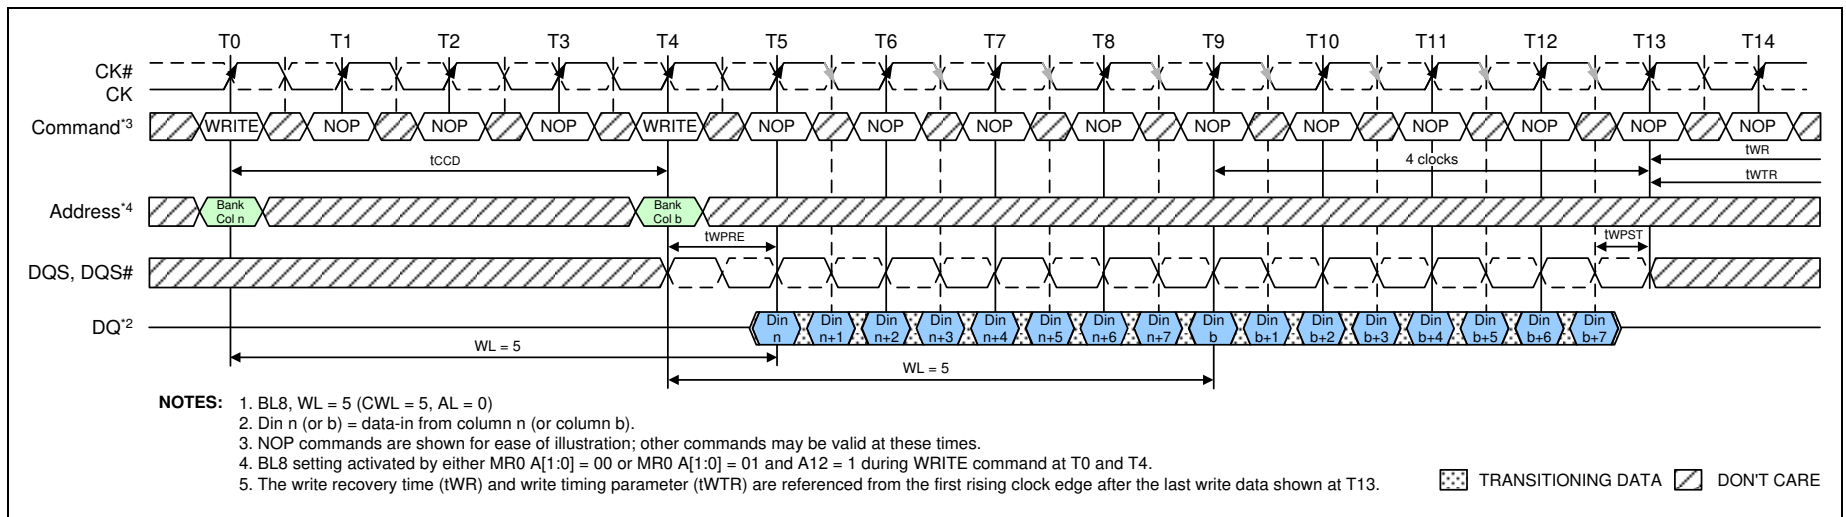 T0 T1 T2 T3 T4 T5 T6 T7 T8 T9 T10 T11 T12 T13 T14
CK#
CK
Command*3 WRITE NOP NOP NOP WRITE NOP NOP NOP NOP NOP NOP NOP NOP NOP NOP
tCCD 4 clocks tWR
tWTR
Address*4 Bank Col n Bank Col b
tWPRE tWPST
DQS, DQS#
DQ*2 Din n Din n+1 Din n+2 Din n+3 Din n+4 Din n+5 Din n+6 Din n+7 Din b Din b+1 Din b+2 Din b+3 Din b+4 Din b+5 Din b+6 Din b+7
WL = 5
WL = 5
NOTES: 1. BL8, WL = 5 (CWL = 5, AL = 0)
2. Din n (or b) = data-in from column n (or column b).
3. NOP commands are shown for ease of illustration; other commands may be valid at these times.
4. BL8 setting activated by either MR0 A[1:0] = 00 or MR0 A[1:0] = 01 and A12 = 1 during WRITE command at T0 and T4.
5. The write recovery time (tWR) and write timing parameter (tWTR) are referenced from the first rising clock edge after the last write data shown at T13.
TRANSITIONING DATA DON'T CARE